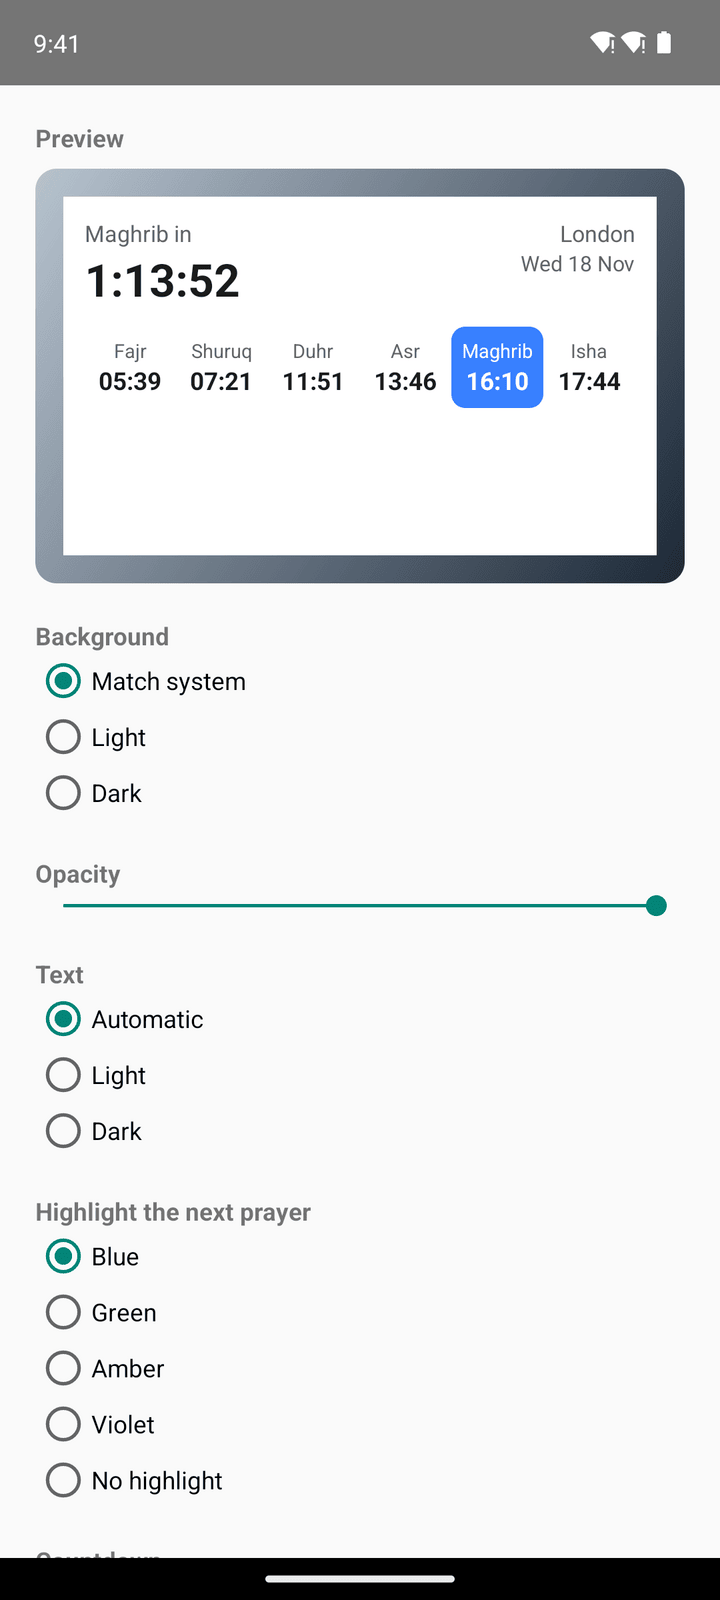 9:41
Preview
Maghrib in
London
1:13:52
Wed 18 Nov
Fajr Shuruq Duhr Asr Maghrib Isha
05:39 07:21 11:51 13:46 16:10 17:44
Background
Match system
Light
Dark
Opacity
Text
Automatic
Light
Dark
Highlight the next prayer
Blue
Green
Amber
Violet
No highlight